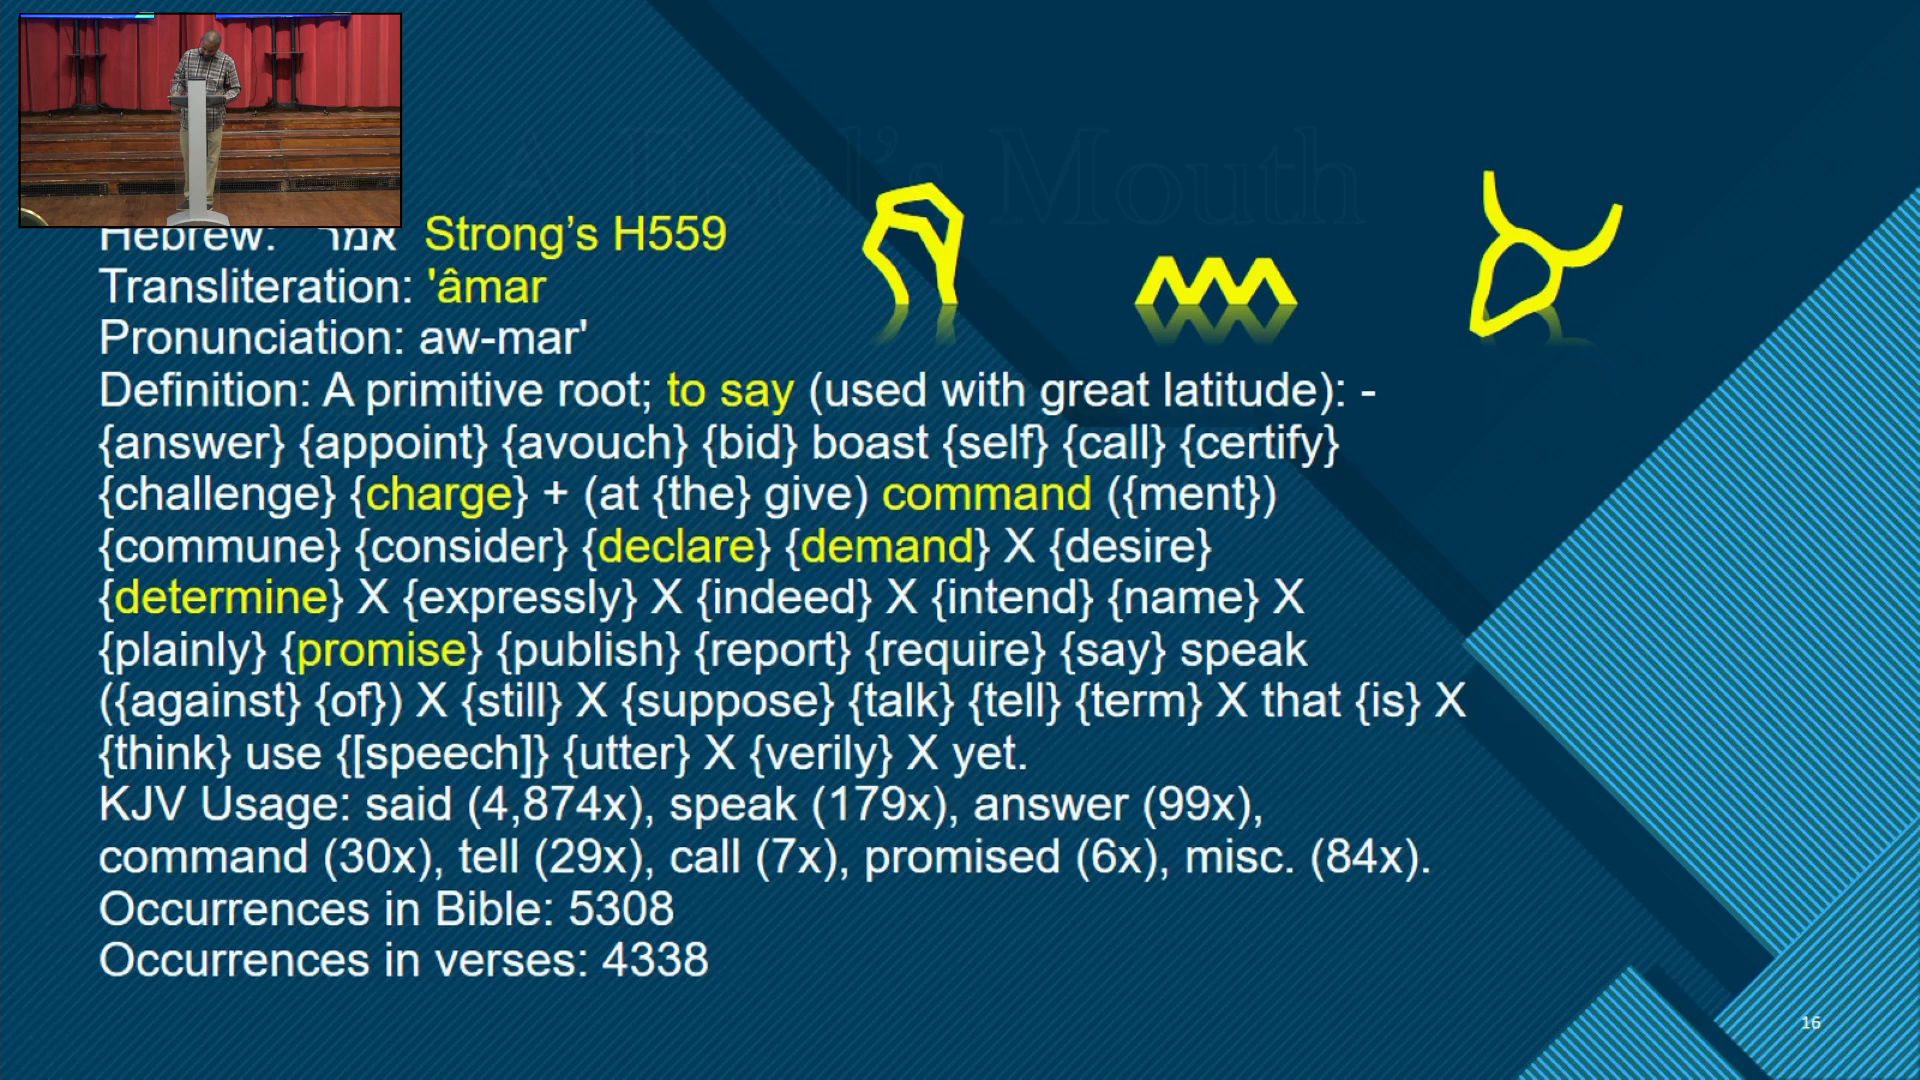 A Fool's Mouth
Hebrew: אמר Strong's H559
Transliteration: 'âmar
Pronunciation: aw-mar'
Definition: A primitive root; to say (used with great latitude): -
{answer} {appoint} {avouch} {bid} boast {self} {call} {certify}
{challenge} {charge} + (at {the} give) command ({ment})
{commune} {consider} {declare} {demand} X {desire}
{determine} X {expressly} X {indeed} X {intend} {name} X
{plainly} {promise} {publish} {report} {require} {say} speak
({against} {of}) X {still} X {suppose} {talk} {tell} {term} X that {is} X
{think} use {[speech]} {utter} X {verily} X yet.
KJV Usage: said (4,874x), speak (179x), answer (99x),
command (30x), tell (29x), call (7x), promised (6x), misc. (84x).
Occurrences in Bible: 5308
Occurrences in verses: 4338
16